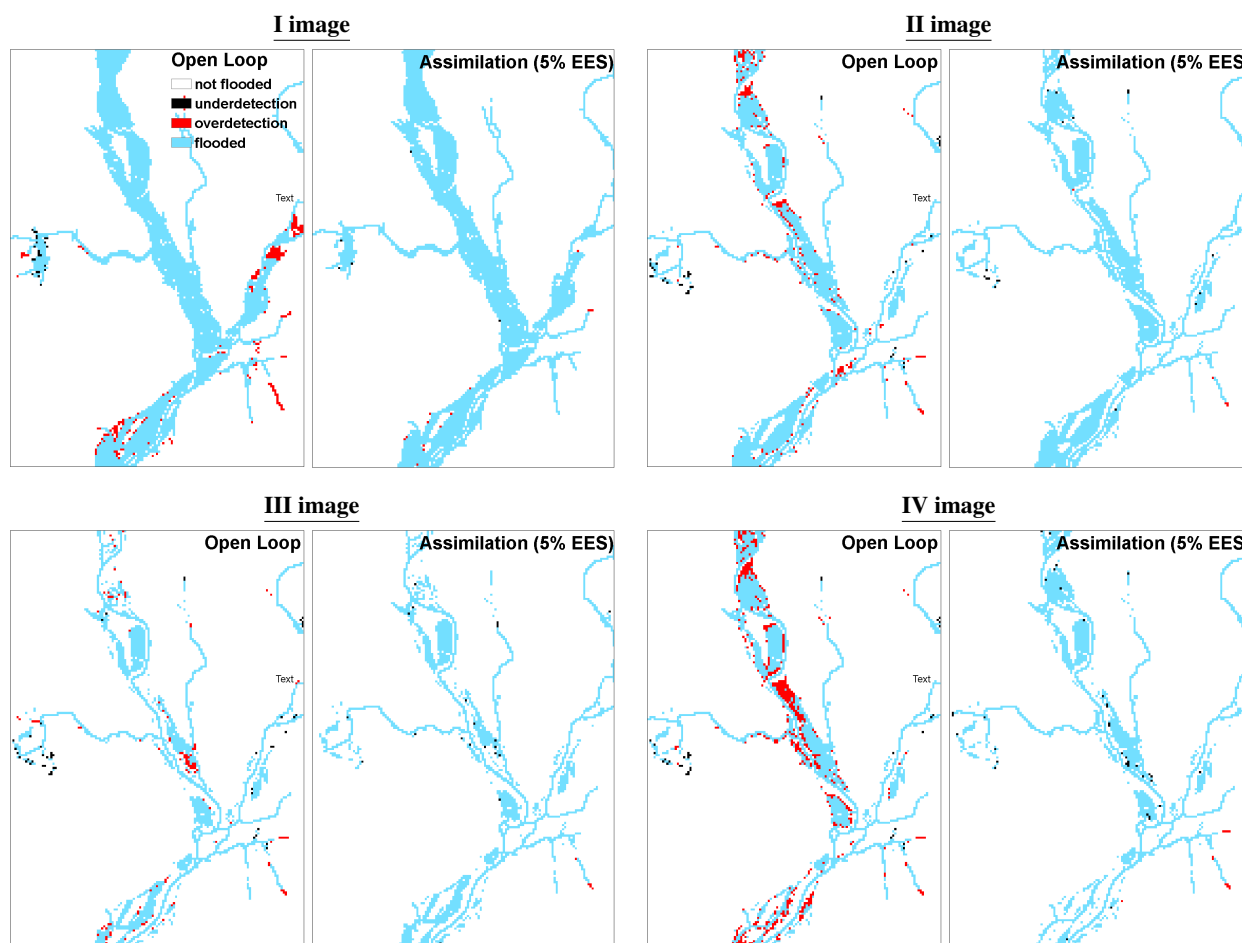 I image
II image
Open Loop
not flooded
underdetection
overdetection
flooded
Text
Assimilation (5% EES)
Open Loop
Text
Assimilation (5% EES
III image
IV image
Open Loop
Text
Assimilation (5% EES)
Open Loop
Text
Assimilation (5% EES